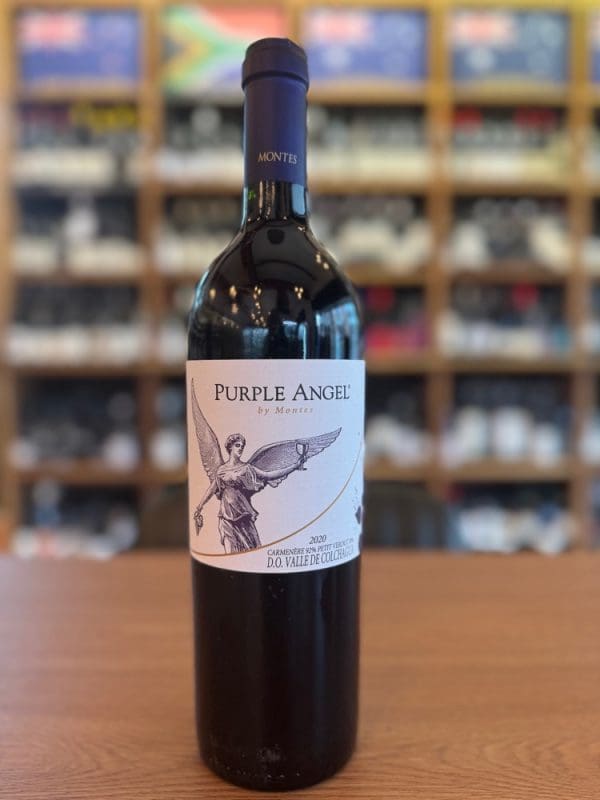 MONTES
PURPLE ANGEL®
by Montes
2020
CARMENÈRE 92% PETIT VERDOT 8%
D.O. VALLE DE COLCHAGUA